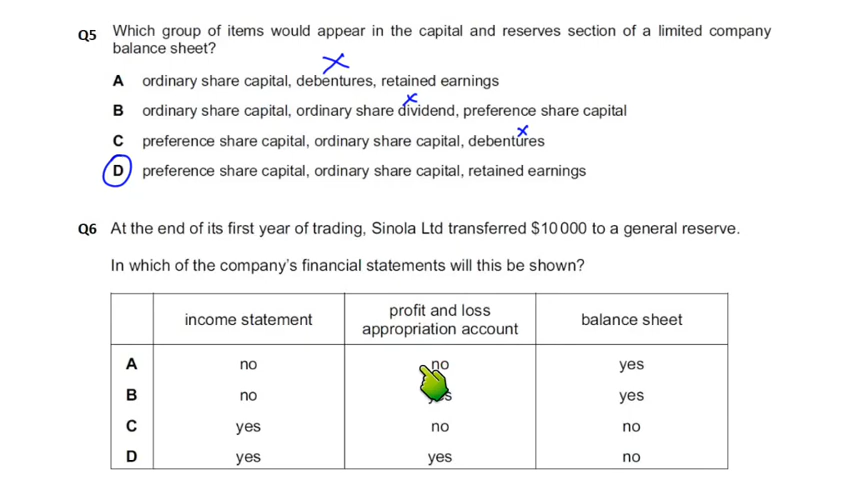 Q5 Which group of items would appear in the capital and reserves section of a limited company
balance sheet?
A ordinary share capital, debentures, retained earnings
B ordinary share capital, ordinary share dividend, preference share capital
C preference share capital, ordinary share capital, debentures
D preference share capital, ordinary share capital, retained earnings
Q6 At the end of its first year of trading, Sinola Ltd transferred $10 000 to a general reserve.
In which of the company's financial statements will this be shown?
income statement profit and loss appropriation account balance sheet
A no no yes
B no yes yes
C yes no no
D yes yes no